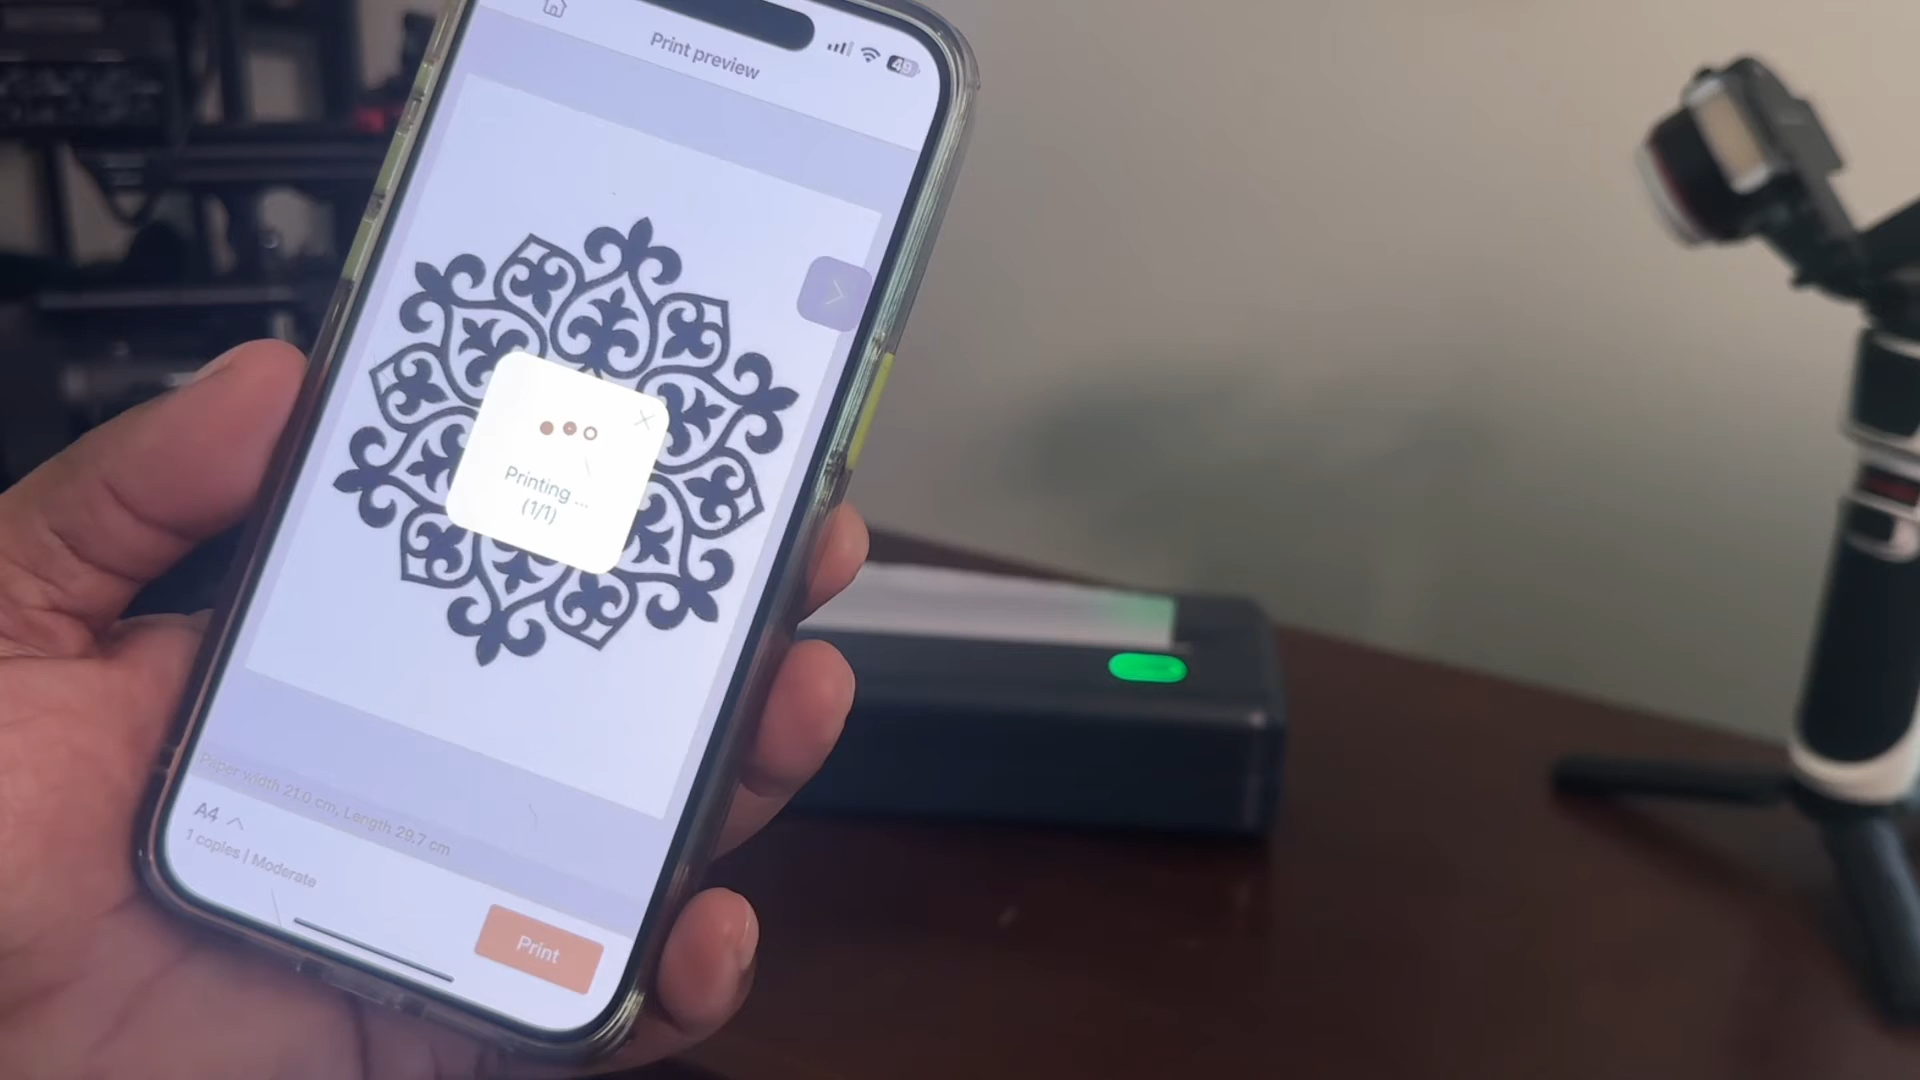 49
Print preview
Printing ...
(1/1)
Paper width 21.0 cm, Length 29.7 cm
A4
1 copies | Moderate
Print